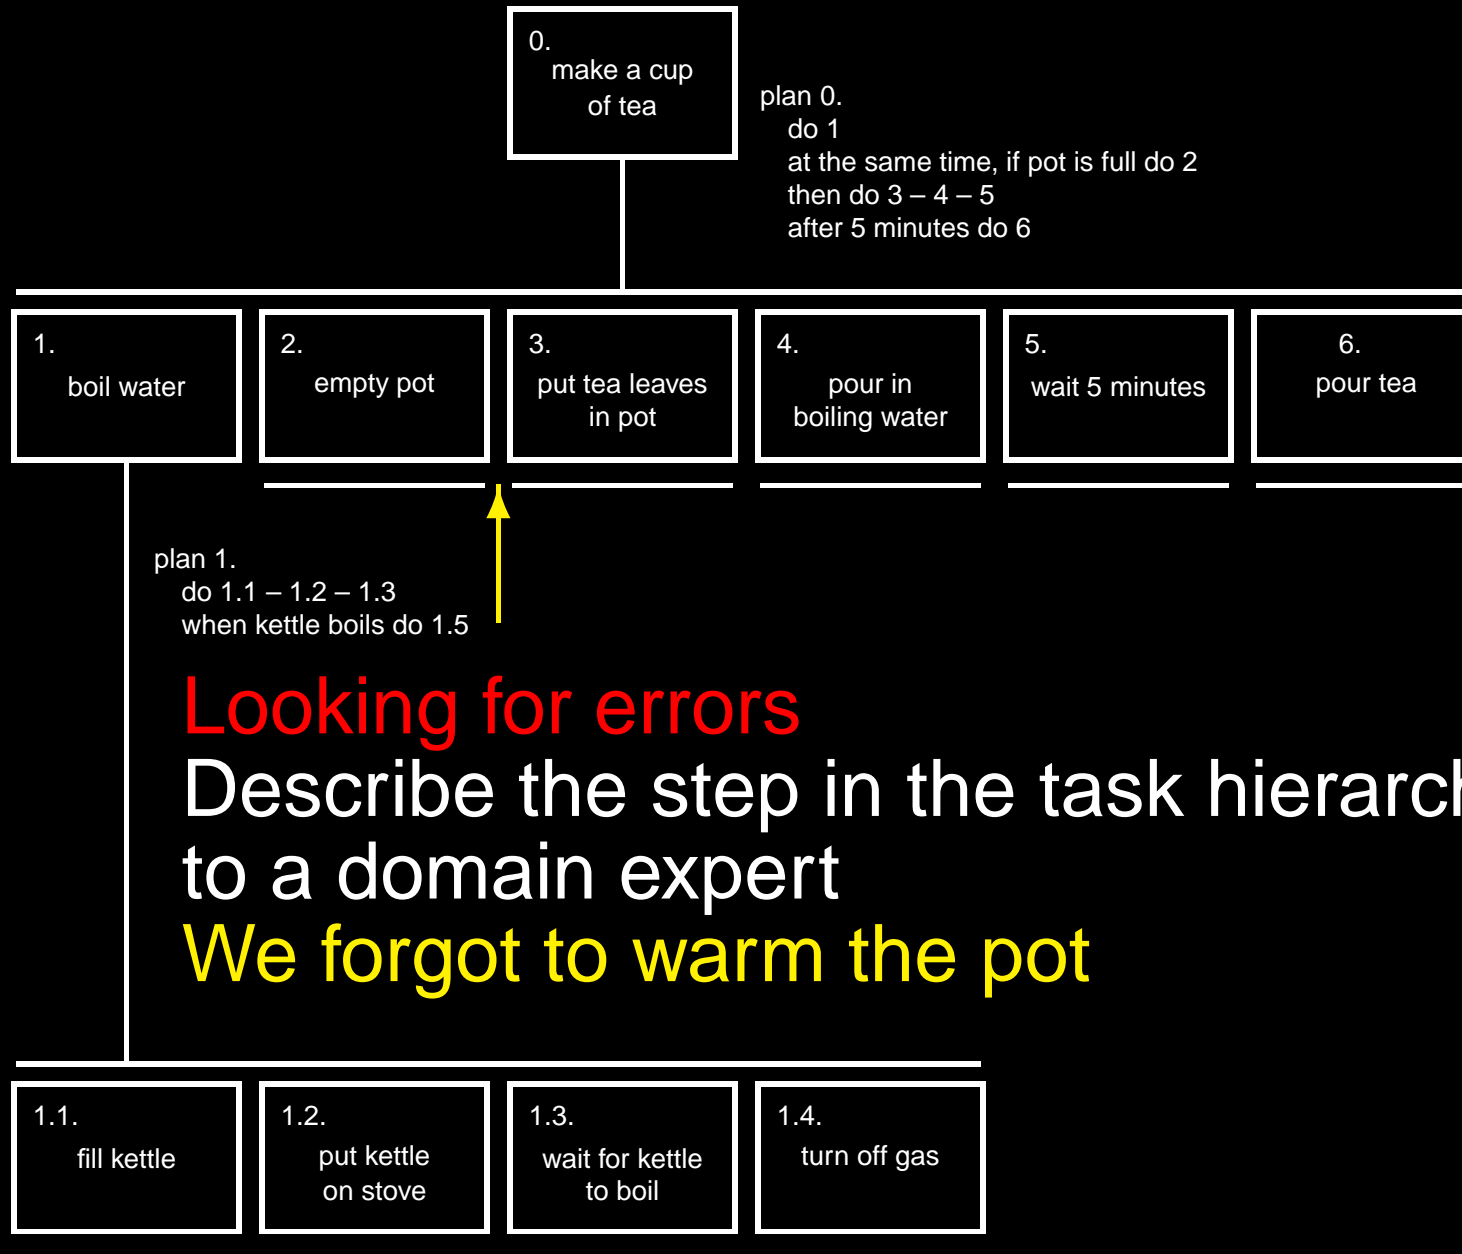 0.
make a cup
of tea
plan 0.
do 1
at the same time, if pot is full do 2
then do 3 – 4 – 5
after 5 minutes do 6
1.
boil water
2.
empty pot
3.
put tea leaves
in pot
4.
pour in
boiling water
5.
wait 5 minutes
6.
pour tea
plan 1.
do 1.1 – 1.2 – 1.3
when kettle boils do 1.5
Looking for errors
Describe the step in the task hierarch
to a domain expert
We forgot to warm the pot
1.1.
fill kettle
1.2.
put kettle
on stove
1.3.
wait for kettle
to boil
1.4.
turn off gas